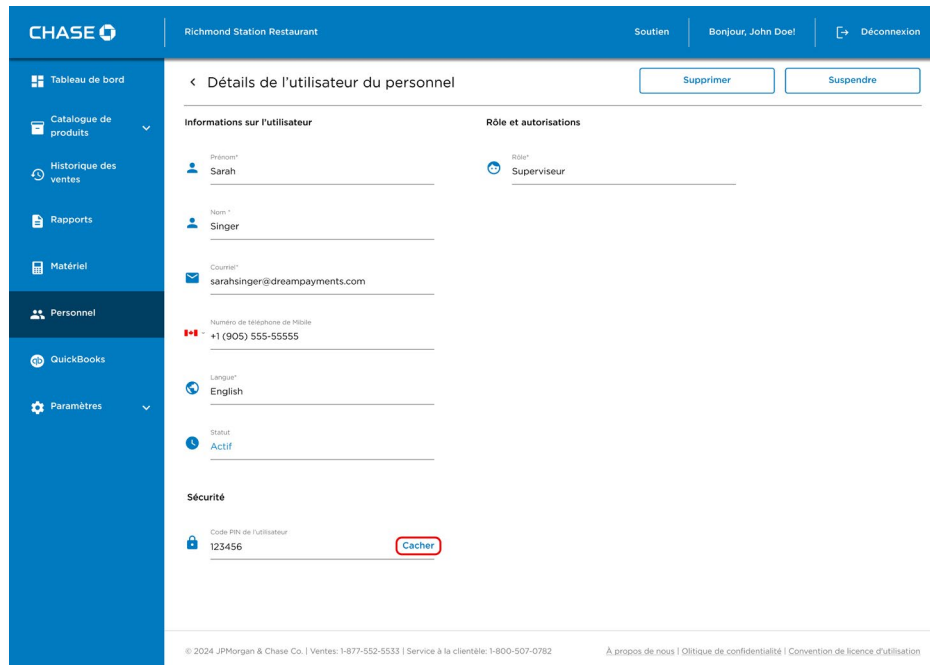 CHASE
Richmond Station Restaurant
Soutien
Bonjour, John Doe!
Déconnexion
Tableau de bord
Catalogue de
produits
Historique des
ventes
Rapports
Matériel
Personnel
QuickBooks
Paramètres
Détails de l'utilisateur du personnel
Supprimer
Suspendre
Informations sur l'utilisateur
Prénom*
Sarah
Nom *
Singer
Courriel*
sarahsinger@dreampayments.com
Numéro de téléphone de Mibile
+1 (905) 555-55555
Langue*
English
Statut
Actif
Rôle et autorisations
Rôle*
Superviseur
Sécurité
Code PIN de l'utilisateur
123456
Cacher
© 2024 JPMorgan & Chase Co. | Ventes: 1-877-552-5533 | Service à la clientèle: 1-800-507-0782
À propos de nous | Olitique de confidentialité | Convention de licence d'utilisation